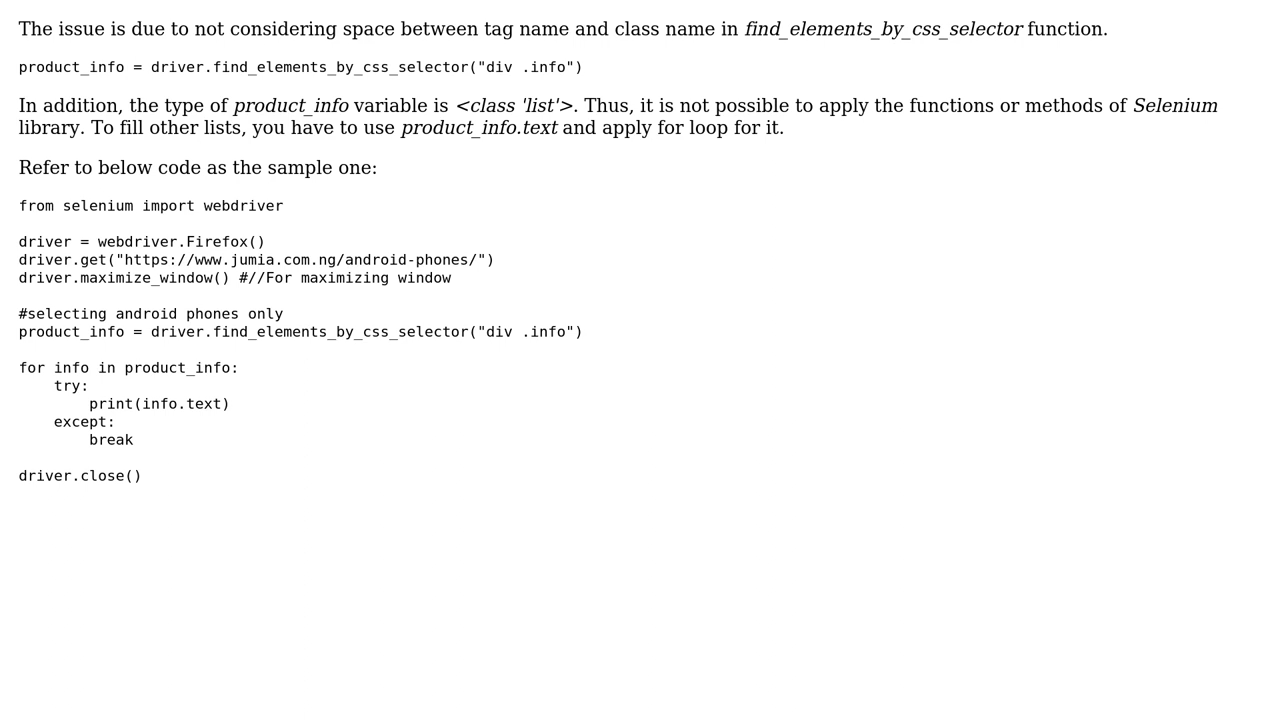 The issue is due to not considering space between tag name and class name in find_elements_by_css_selector function.
product_info = driver.find_elements_by_css_selector("div .info")
In addition, the type of product_info variable is <class 'list'>. Thus, it is not possible to apply the functions or methods of Selenium
library. To fill other lists, you have to use product_info.text and apply for loop for it.
Refer to below code as the sample one:
from selenium import webdriver
driver = webdriver.Firefox()
driver.get("https://www.jumia.com.ng/android-phones/")
driver.maximize_window() #//For maximizing window
#selecting android phones only
product_info = driver.find_elements_by_css_selector("div .info")
for info in product_info:
    try:
        print(info.text)
    except:
        break
driver.close()